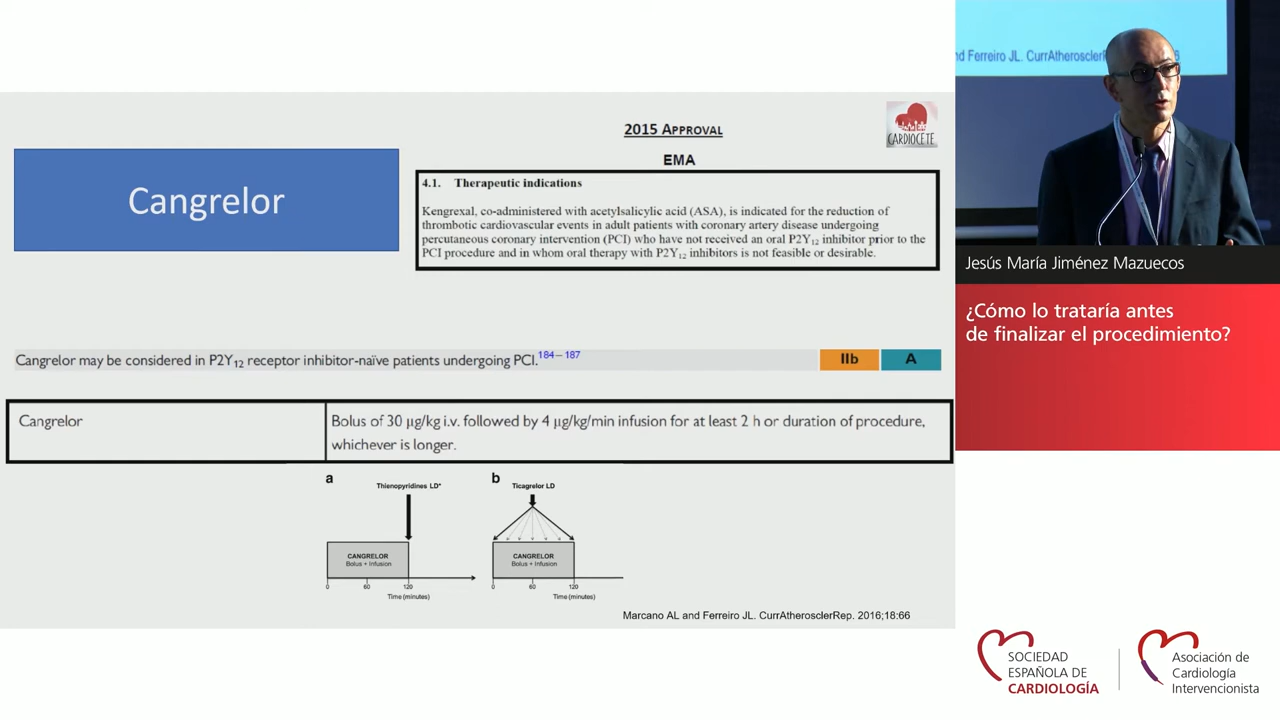 Cangrelor
2015 APPROVAL
EMA
CARDIOCETE
4.1. Therapeutic indications
Kengrexal, co-administered with acetylsalicylic acid (ASA), is indicated for the reduction of
thrombotic cardiovascular events in adult patients with coronary artery disease undergoing
percutaneous coronary intervention (PCI) who have not received an oral P2Y12 inhibitor prior to the
PCI procedure and in whom oral therapy with P2Y12 inhibitors is not feasible or desirable.
Cangrelor may be considered in P2Y12 receptor inhibitor-naïve patients undergoing PCI.184–187
IIb
A
Cangrelor
Bolus of 30 µg/kg i.v. followed by 4 µg/kg/min infusion for at least 2 h or duration of procedure,
whichever is longer.
a
Thienopyridines LD*
CANGRELOR
Bolus + Infusion
0 60 120
Time (minutes)
b
Ticagrelor LD
CANGRELOR
Bolus + Infusion
0 60 120
Time (minutes)
Marcano AL and Ferreiro JL. CurrAtherosclerRep. 2016;18:66
nd Ferreiro JL. CurrAtherosclerR 6
Jesús María Jiménez Mazuecos
¿Cómo lo trataría antes
de finalizar el procedimiento?
SOCIEDAD
ESPAÑOLA DE
CARDIOLOGÍA
Asociación de
Cardiología
Intervencionista